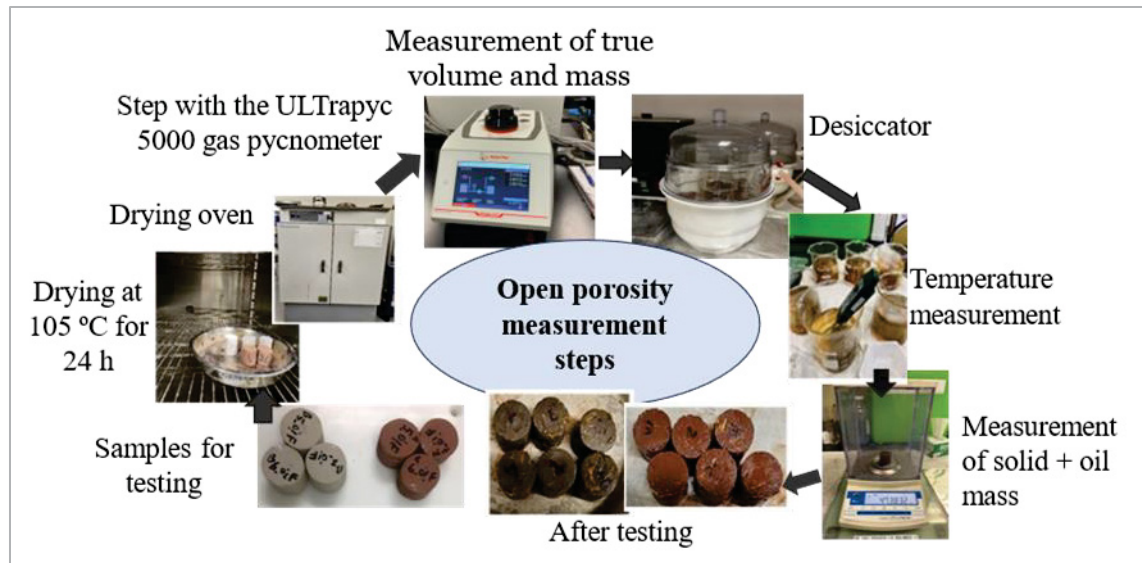 Measurement of true
volume and mass
Step with the ULTrapyc
5000 gas pycnometer
Desiccator
Drying oven
Drying at
105 ºC for
24 h
Open porosity
measurement
steps
Temperature
measurement
Samples for
testing
After testing
Measurement
of solid + oil
mass